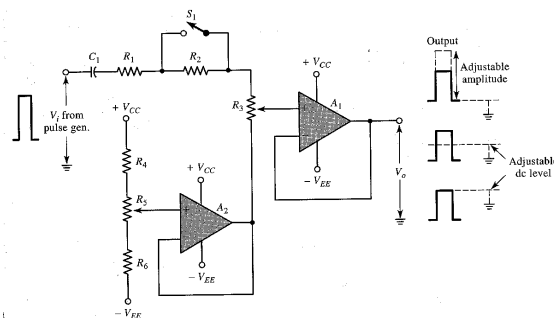 S1
C1
R1
R2
Output
Adjustable
amplitude
+ VCC
R3
+
A1
Vi from
pulse gen.
+ VCC
R4
+ VCC
− VEE
Vo
Adjustable
dc level
R5
+
A2
R6
− VEE
− VEE